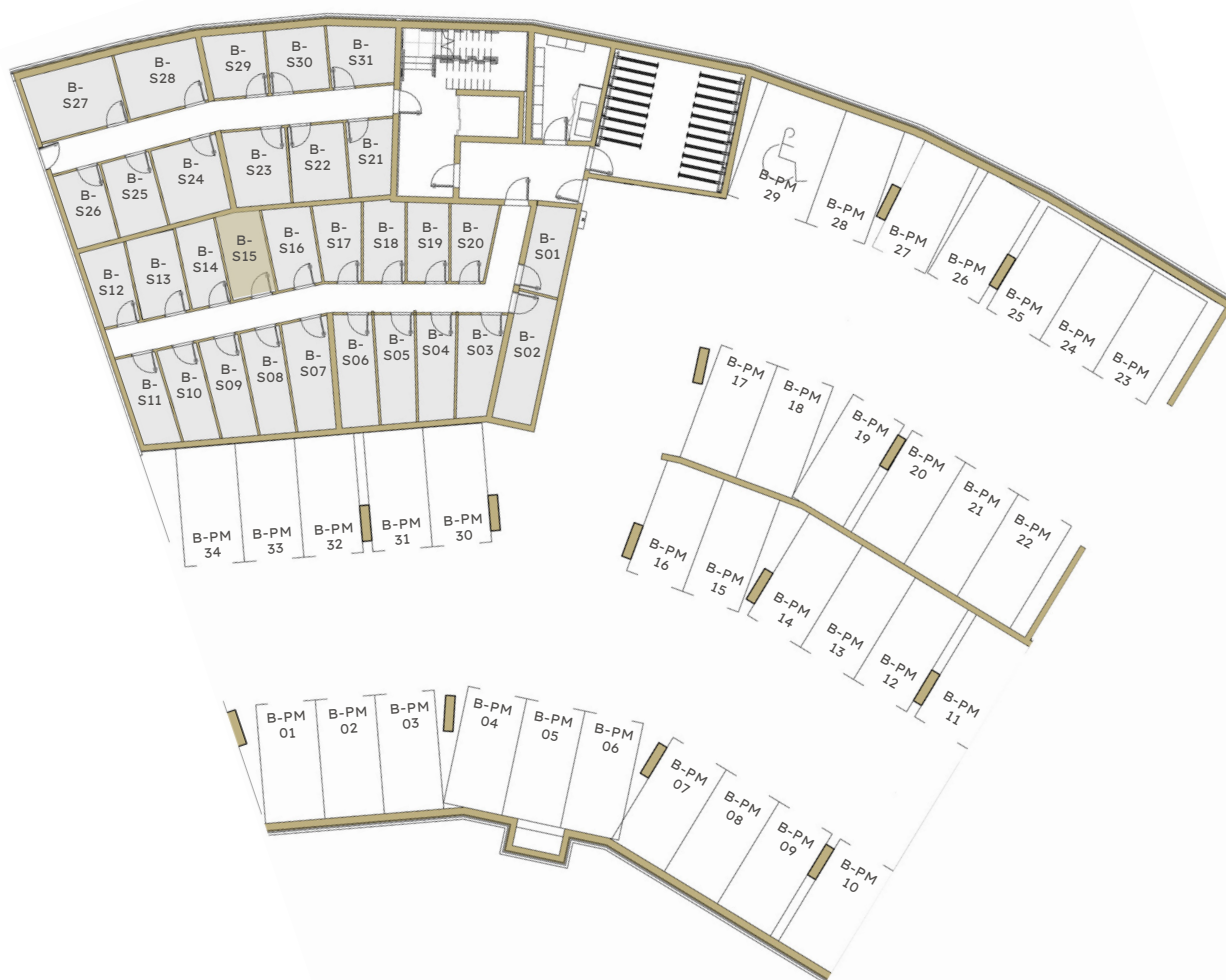 B-
S27
B-
S28
B-
S29
B-
S30
B-
S31
B-
S26
B-
S25
B-
S24
B-
S23
B-
S22
B-
S21
B-
S12
B-
S13
B-
S14
B-
S15
B-
S16
B-
S17
B-
S18
B-
S19
B-
S20
B-
S01
B-
S02
B-
S11
B-
S10
B-
S09
B-
S08
B-
S07
B-
S06
B-
S05
B-
S04
B-
S03
B-PM
29
B-PM
28
B-PM
27
B-PM
26
B-PM
25
B-PM
24
B-PM
23
B-PM
17
B-PM
18
B-PM
19
B-PM
20
B-PM
21
B-PM
22
B-PM
34
B-PM
33
B-PM
32
B-PM
31
B-PM
30
B-PM
16
B-PM
15
B-PM
14
B-PM
13
B-PM
12
B-PM
11
B-PM
01
B-PM
02
B-PM
03
B-PM
04
B-PM
05
B-PM
06
B-PM
07
B-PM
08
B-PM
09
B-PM
10